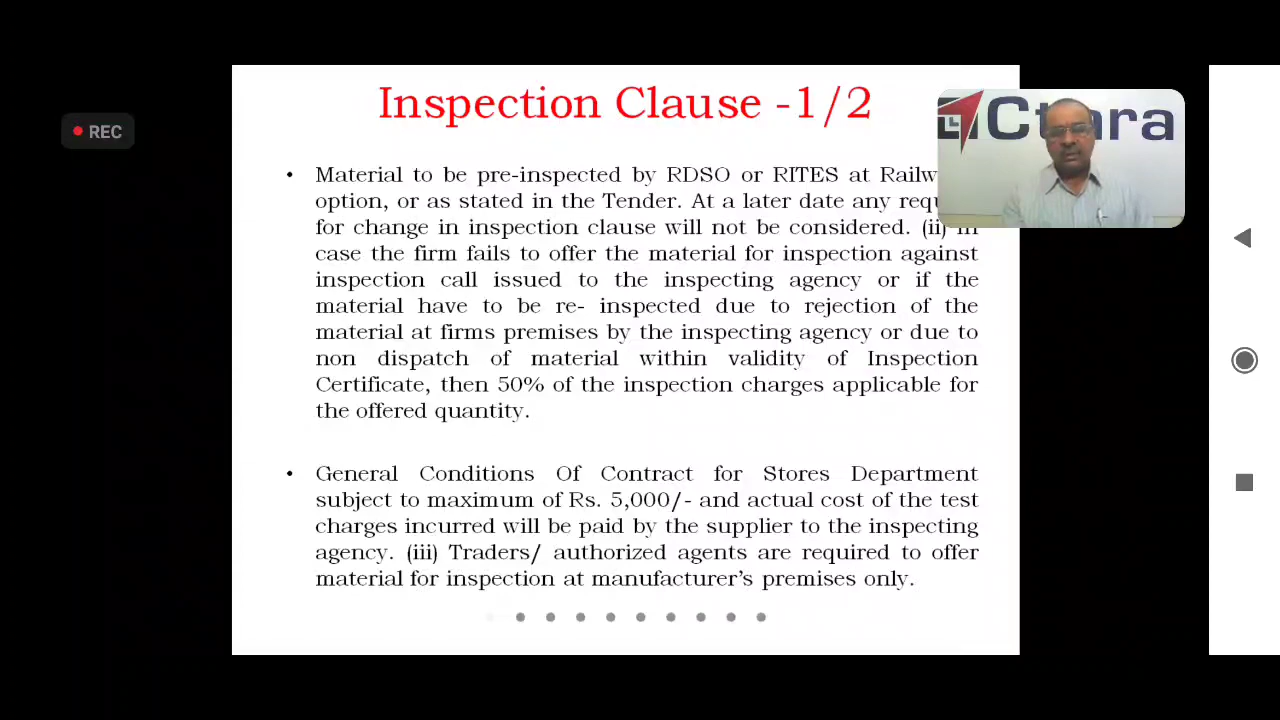 Inspection Clause -1/2
REC
• Material to be pre-inspected by RDSO or RITES at
option, or as stated in the Tender. At a later date any
for change in inspection clause will not be considered. (ii)
case the firm fails to offer the material for inspection against
inspection call issued to the inspecting agency or if the
material have to be re- inspected due to rejection of the
material at firms premises by the inspecting agency or due to
non dispatch of material within validity of Inspection
Certificate, then 50% of the inspection charges applicable for
the offered quantity.
• General Conditions Of Contract for Stores Department
subject to maximum of Rs. 5,000/- and actual cost of the test
charges incurred will be paid by the supplier to the inspecting
agency. (iii) Traders/ authorized agents are required to offer
material for inspection at manufacturer's premises only.